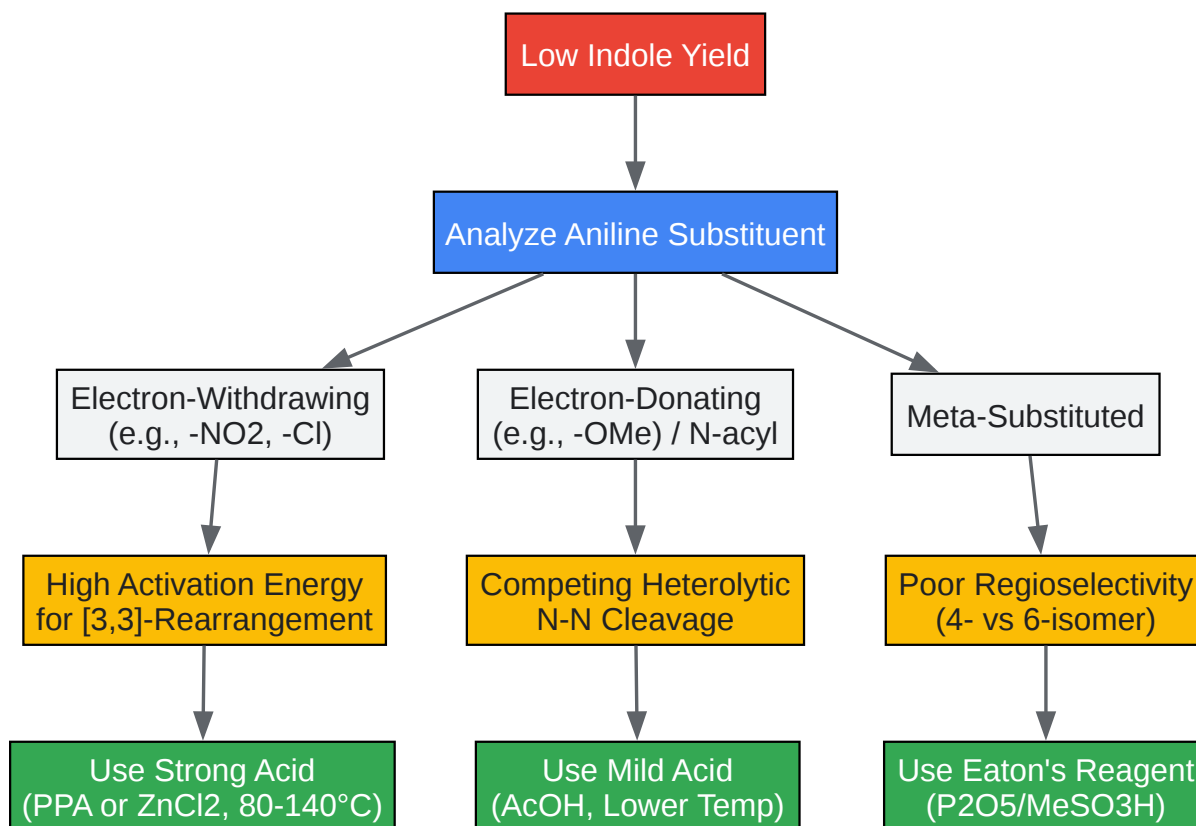 Low Indole Yield
Analyze Aniline Substituent
Electron-Withdrawing
(e.g., -NO2, -Cl)
Electron-Donating
(e.g., -OMe) / N-acyl
Meta-Substituted
High Activation Energy
for [3,3]-Rearrangement
Competing Heterolytic
N-N Cleavage
Poor Regioselectivity
(4- vs 6-isomer)
Use Strong Acid
(PPA or ZnCl2, 80-140°C)
Use Mild Acid
(AcOH, Lower Temp)
Use Eaton's Reagent
(P2O5/MeSO3H)